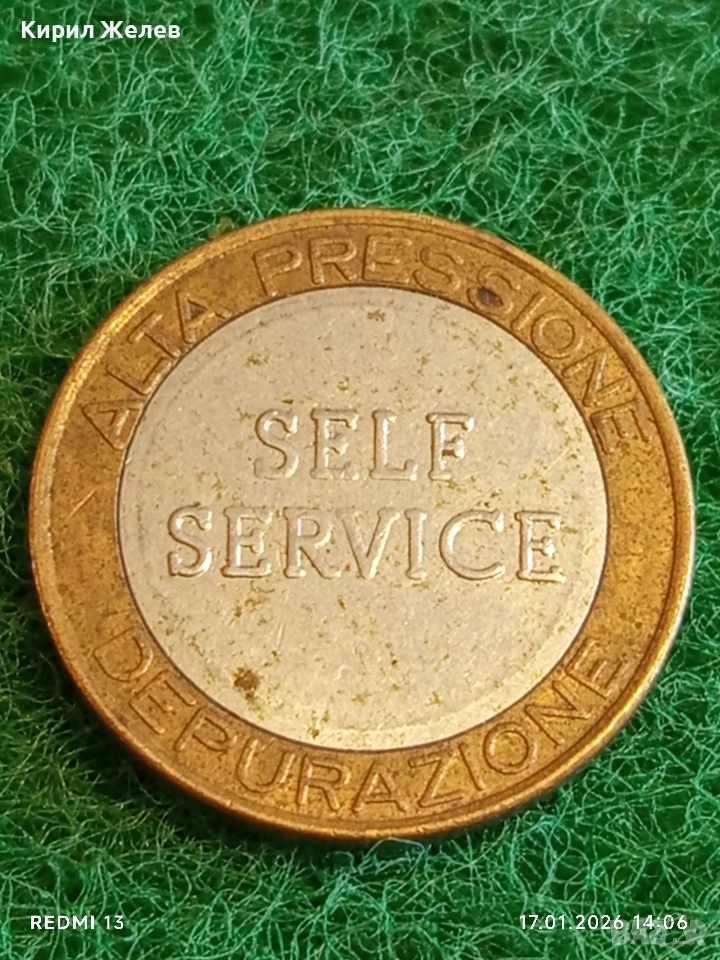 Кирил Желев
ALTA PRESSIONE
SELF
SERVICE
DEPURAZIONE
REDMI 13
17.01.2026 14:06